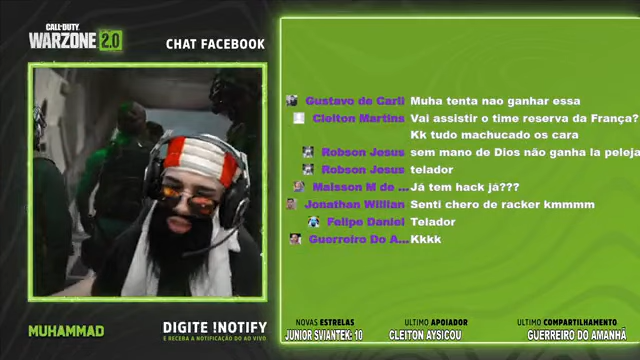 CALL OF DUTY
WARZONE 2.0
CHAT FACEBOOK
Gustavo de Carli Muha tenta nao ganhar essa
Cleiton Martins Vai assistir o time reserva da França?
Kk tudo machucado os cara
Robson Jesus sem mano de Dios não ganha la peleja
Robson Jesus telador
Maisson M de ... Já tem hack já???
Jonathan Willian Senti chero de racker kmmmm
Felipe Daniel Telador
Guerreiro Do A... Kkkk
MUHAMMAD
DIGITE !NOTIFY
E RECEBA A NOTIFICAÇÃO DO AO VIVO
NOVAS ESTRELAS
JUNIOR SVIANTEK: 10
ULTIMO APOIADOR
CLEITON AYSICOU
ULTIMO COMPARTILHAMENTO
GUERREIRO DO AMANHÃ